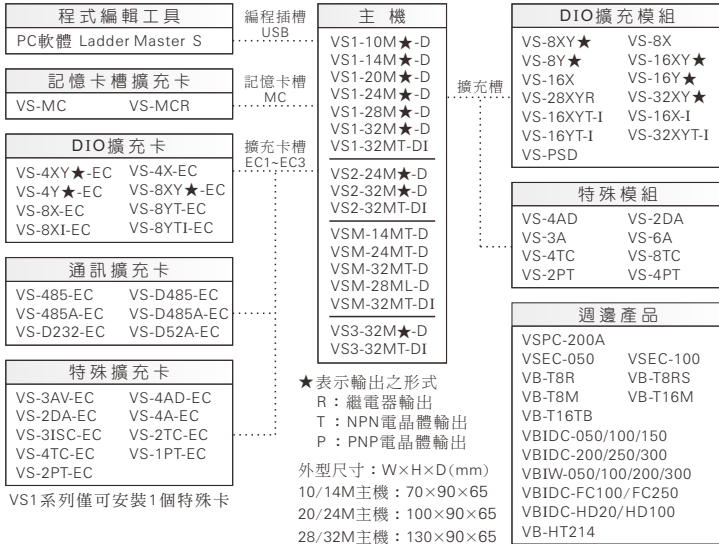 程式編輯工具
PC軟體 Ladder Master S
編程插槽
USB
記憶卡槽擴充卡
VS-MC VS-MCR
記憶卡槽
MC
DIO擴充卡
VS-4XY★-EC VS-4X-EC
VS-4Y★-EC VS-8XY★-EC
VS-8X-EC VS-8YT-EC
VS-8XI-EC VS-8YTI-EC
擴充卡槽
EC1~EC3
通訊擴充卡
VS-485-EC VS-D485-EC
VS-485A-EC VS-D485A-EC
VS-D232-EC VS-D52A-EC
特殊擴充卡
VS-3AV-EC VS-4AD-EC
VS-2DA-EC VS-4A-EC
VS-3ISC-EC VS-2TC-EC
VS-4TC-EC VS-1PT-EC
VS-2PT-EC
VS1系列僅可安裝1個特殊卡
主機
VS1-10M★-D
VS1-14M★-D
VS1-20M★-D
VS1-24M★-D
VS1-28M★-D
VS1-32M★-D
VS1-32MT-DI
VS2-24M★-D
VS2-32M★-D
VS2-32MT-DI
VSM-14MT-D
VSM-24MT-D
VSM-32MT-D
VSM-28ML-D
VSM-32MT-DI
VS3-32M★-D
VS3-32MT-DI
★表示輸出之形式
R：繼電器輸出
T：NPN電晶體輸出
P：PNP電晶體輸出
外型尺寸：W×H×D(mm)
10/14M主機：70×90×65
20/24M主機：100×90×65
28/32M主機：130×90×65
擴充槽
DIO擴充模組
VS-8XY★ VS-8X
VS-8Y★ VS-16XY★
VS-16X VS-16Y★
VS-28XYR VS-32XY★
VS-16XYT-I VS-16X-I
VS-16YT-I VS-32XYT-I
VS-PSD
特殊模組
VS-4AD VS-2DA
VS-3A VS-6A
VS-4TC VS-8TC
VS-2PT VS-4PT
週邊產品
VSPC-200A
VSEC-050 VSEC-100
VB-T8R VB-T8RS
VB-T8M VB-T16M
VB-T16TB
VBIDC-050/100/150
VBIDC-200/250/300
VBIW-050/100/200/300
VBIDC-FC100/FC250
VBIDC-HD20/HD100
VB-HT214